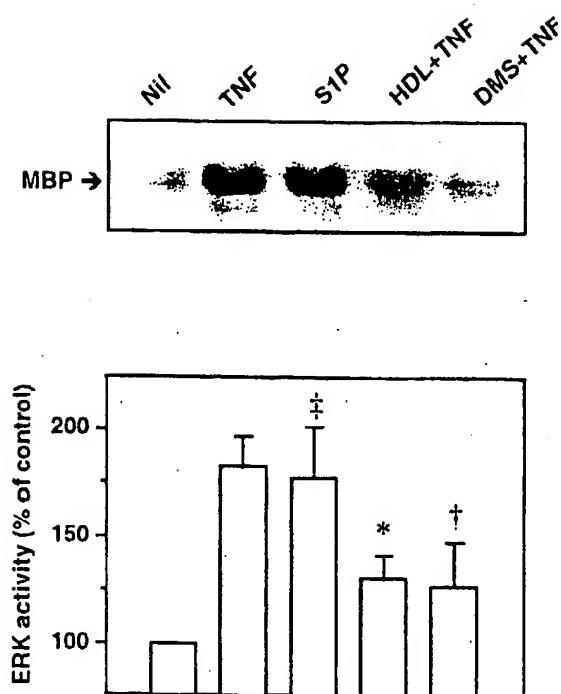 Nil TNF S1P HDL+TNF DMS+TNF
MBP →
ERK activity (% of control)
200
‡
150
*
†
100